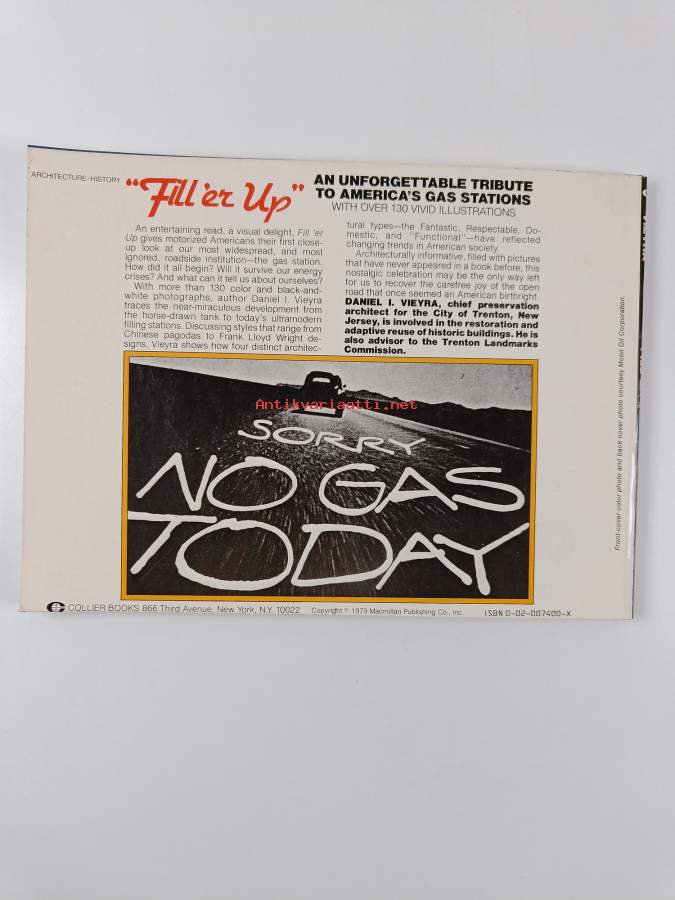 ARCHITECTURE/HISTORY
"Fill 'er Up"
AN UNFORGETTABLE TRIBUTE
TO AMERICA'S GAS STATIONS
WITH OVER 130 VIVID ILLUSTRATIONS
An entertaining read, a visual delight, Fill 'er
Up gives motorized Americans their first close-
up look at our most widespread, and most
ignored, roadside institution—the gas station.
How did it all begin? Will it survive our energy
crises? And what can it tell us about ourselves?
With more than 130 color and black-and-
white photographs, author Daniel I. Vieyra
traces the near-miraculous development from
the horse-drawn tank to today's ultramodern
filling stations. Discussing styles that range from
Chinese pagodas to Frank Lloyd Wright de-
signs, Vieyra shows how four distinct architec-
tural types—the Fantastic, Respectable, Do-
mestic, and "Functional"—have reflected
changing trends in American society.
Architecturally informative, filled with pictures
that have never appeared in a book before, this
nostalgic celebration may be the only way left
for us to recover the carefree joy of the open
road that once seemed an American birthright.
DANIEL I. VIEYRA, chief preservation
architect for the City of Trenton, New
Jersey, is involved in the restoration and
adaptive reuse of historic buildings. He is
also advisor to the Trenton Landmarks
Commission.
Antikvariaatti.net
SORRY
NO GAS
TODAY
Front-cover color photo and back cover photo courtesy Mobil Oil Corporation.
COLLIER BOOKS 866 Third Avenue, New York, N.Y. 10022
Copyright © 1979 Macmillan Publishing Co., Inc.
ISBN 0-02-007400-X